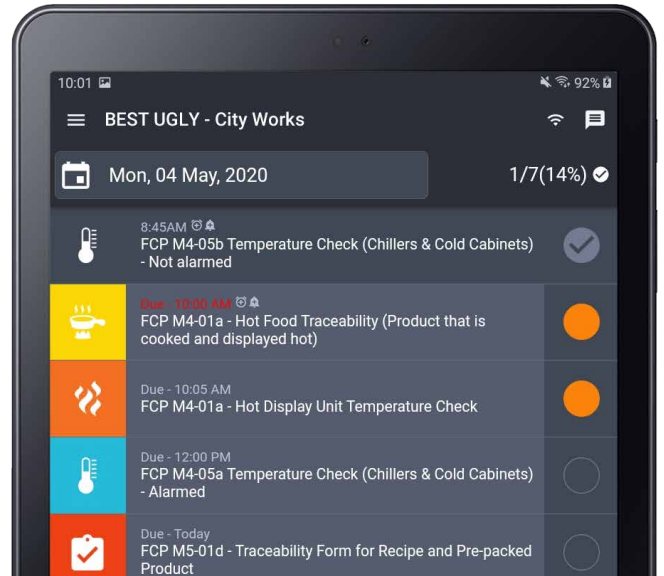 10:01 92%
BEST UGLY - City Works
Mon, 04 May, 2020 1/7(14%)
8:45AM
FCP M4-05b Temperature Check (Chillers & Cold Cabinets)
- Not alarmed
Due - 10:00 AM
FCP M4-01a - Hot Food Traceability (Product that is
cooked and displayed hot)
Due - 10:05 AM
FCP M4-01a - Hot Display Unit Temperature Check
Due - 12:00 PM
FCP M4-05a Temperature Check (Chillers & Cold Cabinets)
- Alarmed
Due - Today
FCP M5-01d - Traceability Form for Recipe and Pre-packed
Product